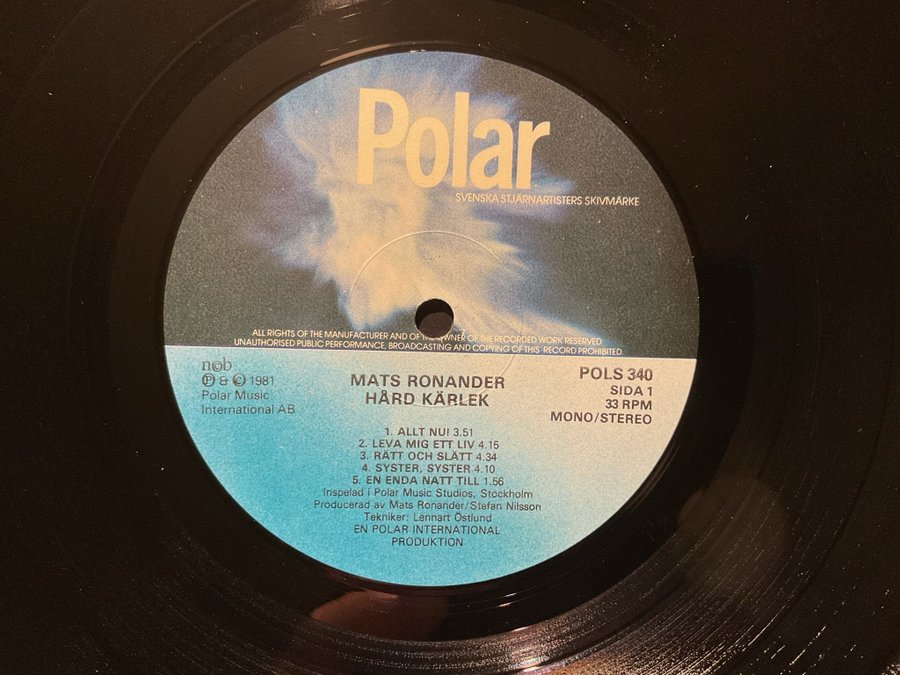 Polar
SVENSKA STJÄRNARTISTERS SKIVMÄRKE
ALL RIGHTS OF THE MANUFACTURER AND OF THE OWNER OF THE RECORDED WORK RESERVED
UNAUTHORISED PUBLIC PERFORMANCE, BROADCASTING AND COPYING OF THIS RECORD PROHIBITED.
ncb
℗ & © 1981
Polar Music
International AB
MATS RONANDER
HÅRD KÄRLEK
POLS 340
SIDA 1
33 RPM
MONO/STEREO
1. ALLT NU! 3.51
2. LEVA MIG ETT LIV 4.15
3. RÄTT OCH SLÄTT 4.34
4. SYSTER, SYSTER 4.10
5. EN ENDA NATT TILL 1.56
Inspelad i Polar Music Studios, Stockholm
Producerad av Mats Ronander/Stefan Nilsson
Tekniker: Lennart Östlund
EN POLAR INTERNATIONAL
PRODUKTION